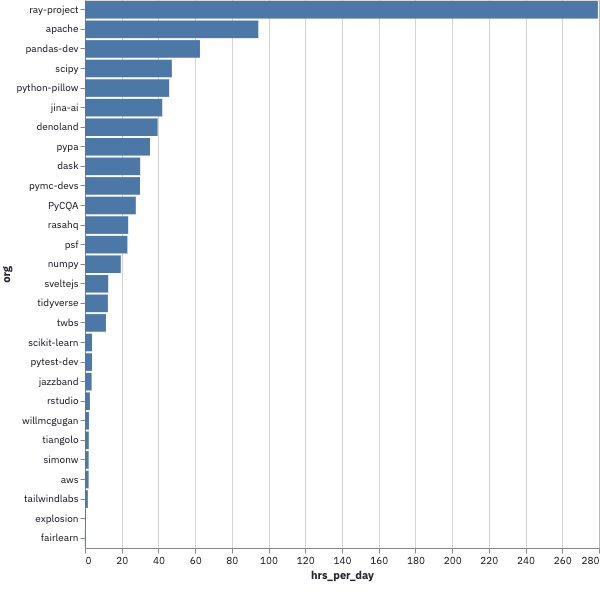 ray-project
apache
pandas-dev
scipy
python-pillow
jina-ai
denoland
pypa
dask
pymc-devs
PyCQA
rasahq
psf
numpy
sveltejs
tidyverse
twbs
scikit-learn
pytest-dev
jazzband
rstudio
willmcgugan
tiangolo
simonw
aws
tailwindlabs
explosion
fairlearn
org
0 20 40 60 80 100 120 140 160 180 200 220 240 260 280
hrs_per_day